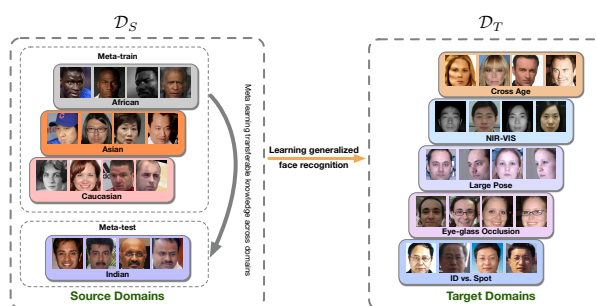 𝒟_S
Meta-train
African
Asian
Caucasian
Meta-test
Indian
Source Domains
Meta learning transferable knowledge across domains
Learning generalized
face recognition
𝒟_T
Cross Age
NIR-VIS
Large Pose
Eye-glass Occlusion
ID vs. Spot
Target Domains